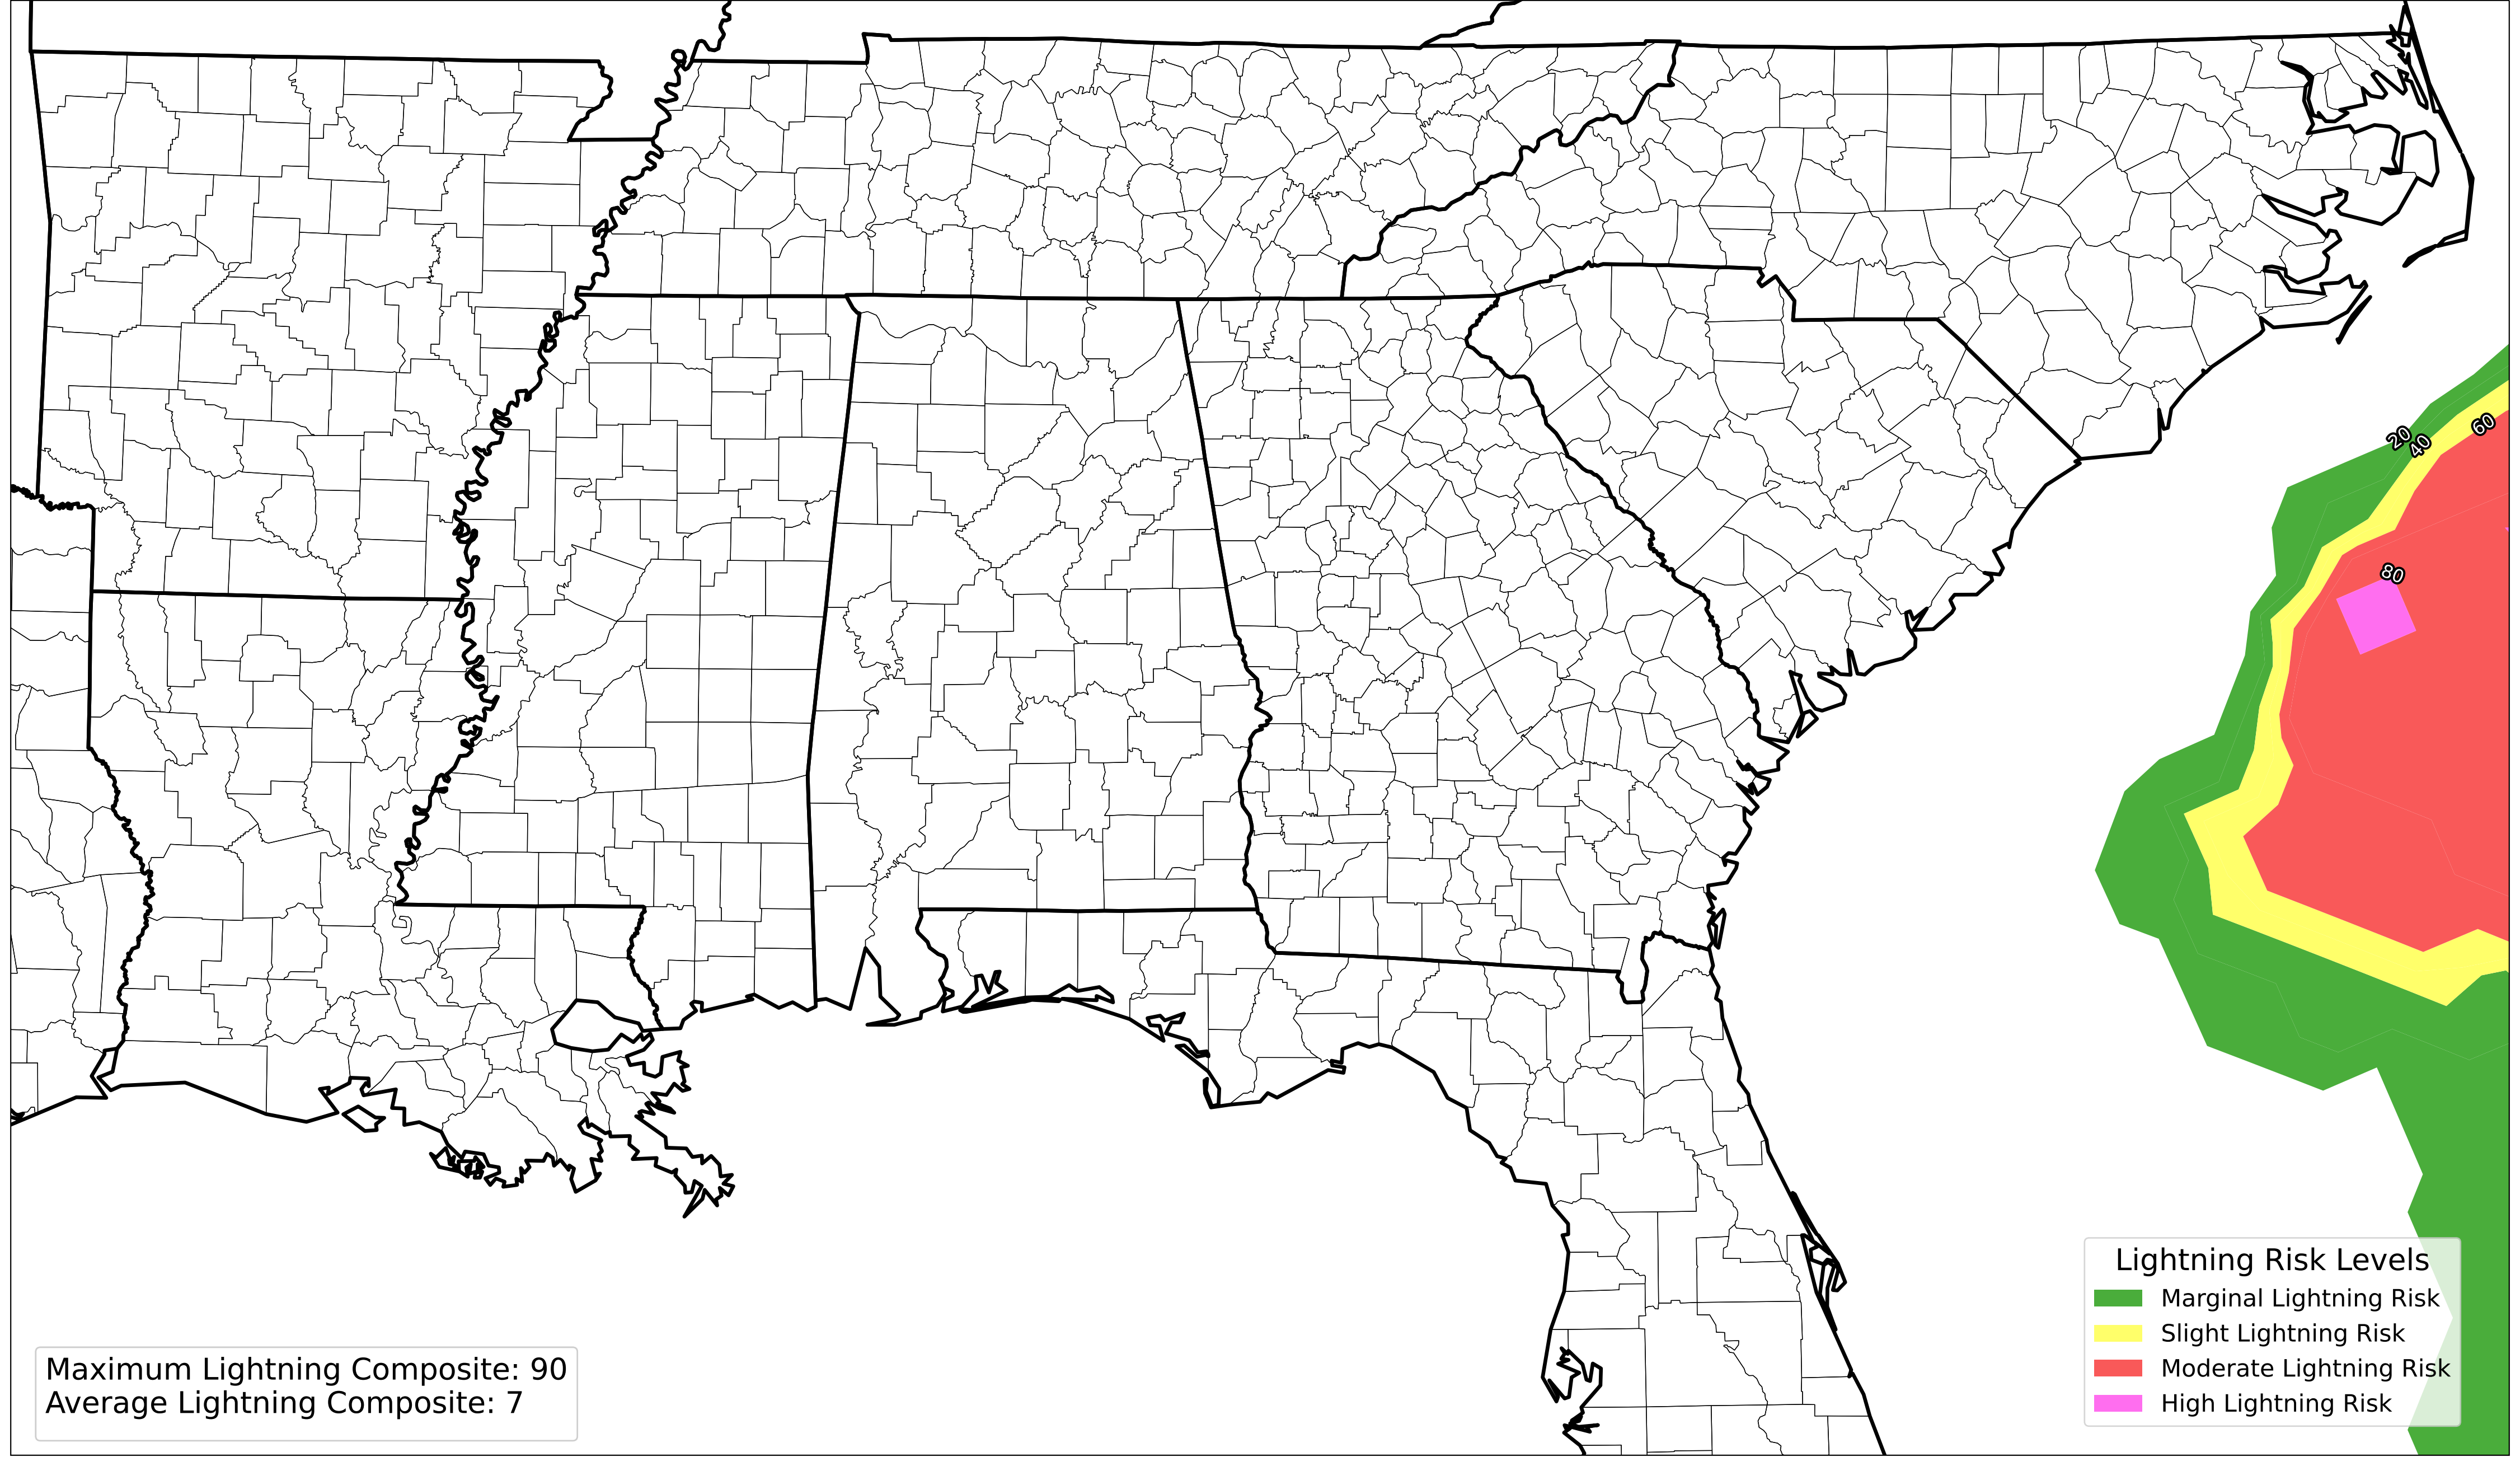 20
40
60
80
Lightning Risk Levels
Marginal Lightning Risk
Slight Lightning Risk
Moderate Lightning Risk
High Lightning Risk
Maximum Lightning Composite: 90
Average Lightning Composite: 7